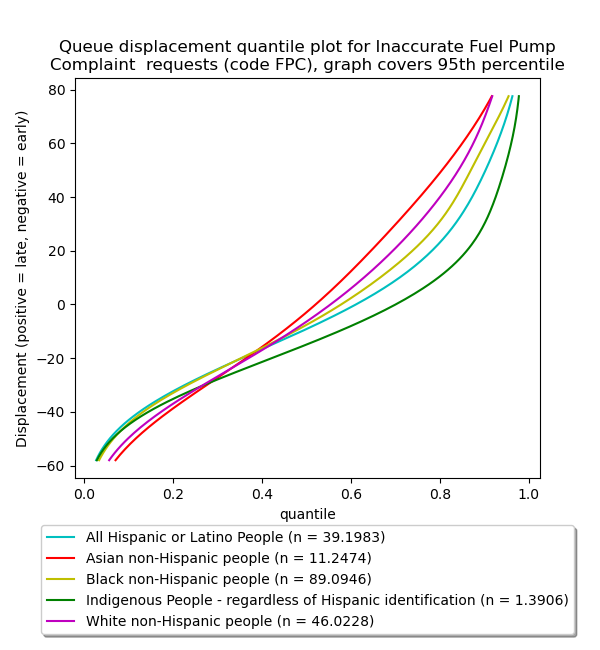 Queue displacement quantile plot for Inaccurate Fuel Pump
Complaint  requests (code FPC), graph covers 95th percentile
Displacement (positive = late, negative = early)
80
60
40
20
0
−20
−40
−60
0.0 0.2 0.4 0.6 0.8 1.0
quantile
All Hispanic or Latino People (n = 39.1983)
Asian non-Hispanic people (n = 11.2474)
Black non-Hispanic people (n = 89.0946)
Indigenous People - regardless of Hispanic identification (n = 1.3906)
White non-Hispanic people (n = 46.0228)